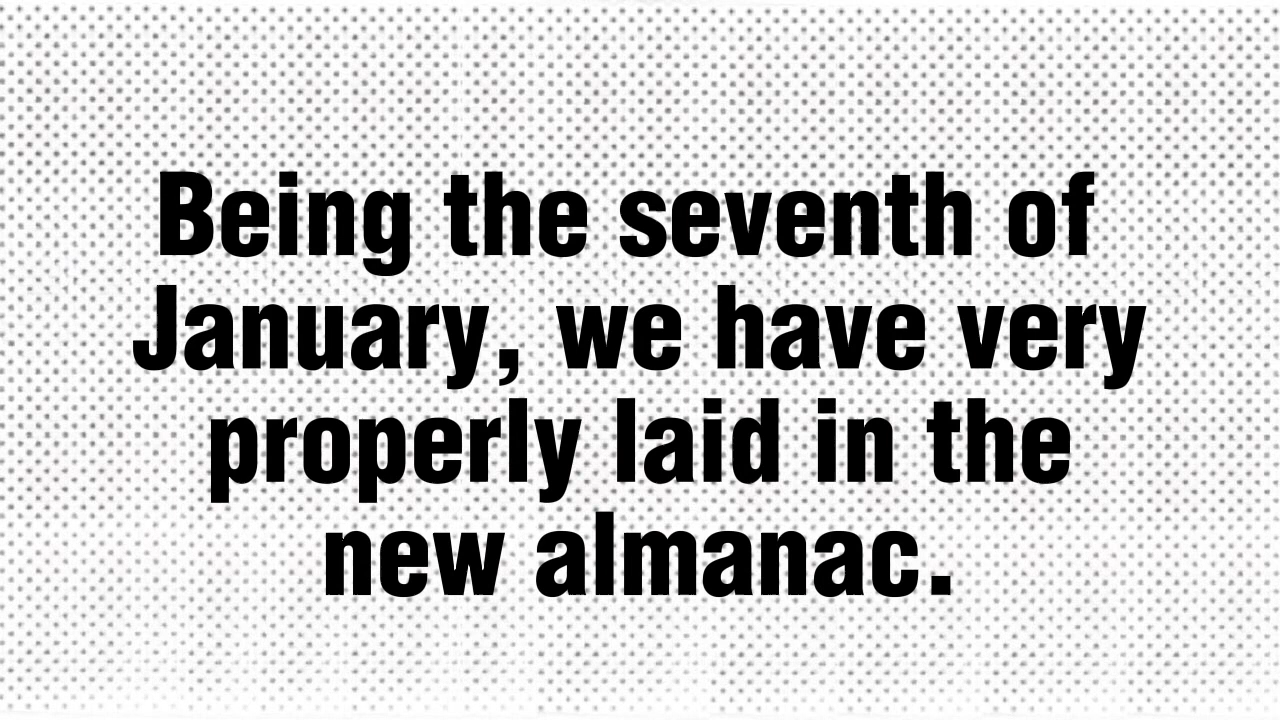 Being the seventh of
January, we have very
properly laid in the
new almanac.